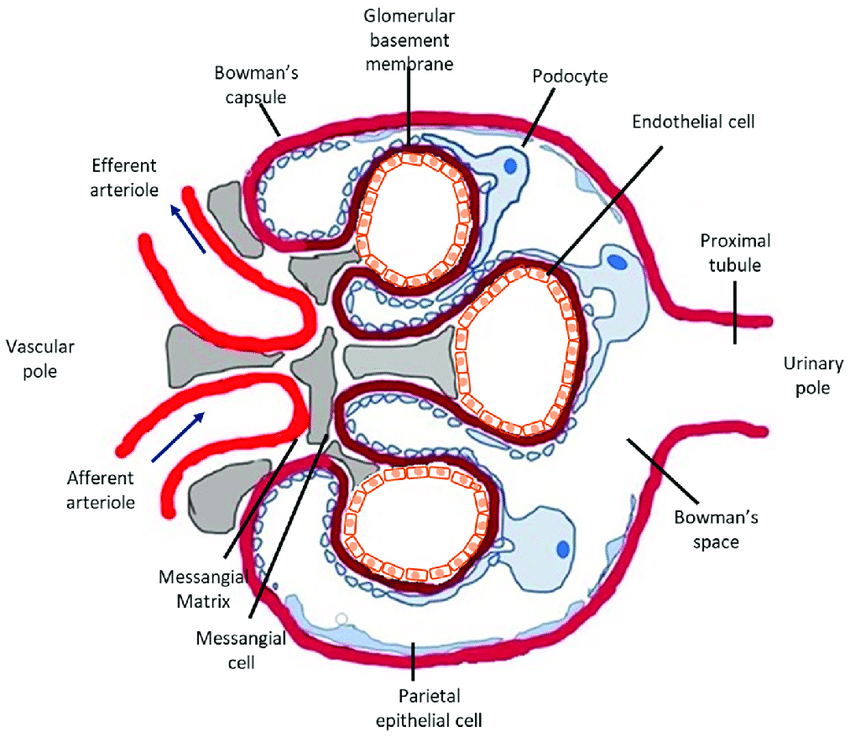 Glomerular
basement
membrane
Bowman's
capsule
Podocyte
Endothelial cell
Efferent
arteriole
Proximal
tubule
Vascular
pole
Urinary
pole
Afferent
arteriole
Bowman's
space
Messangial
Matrix
Messangial
cell
Parietal
epithelial cell